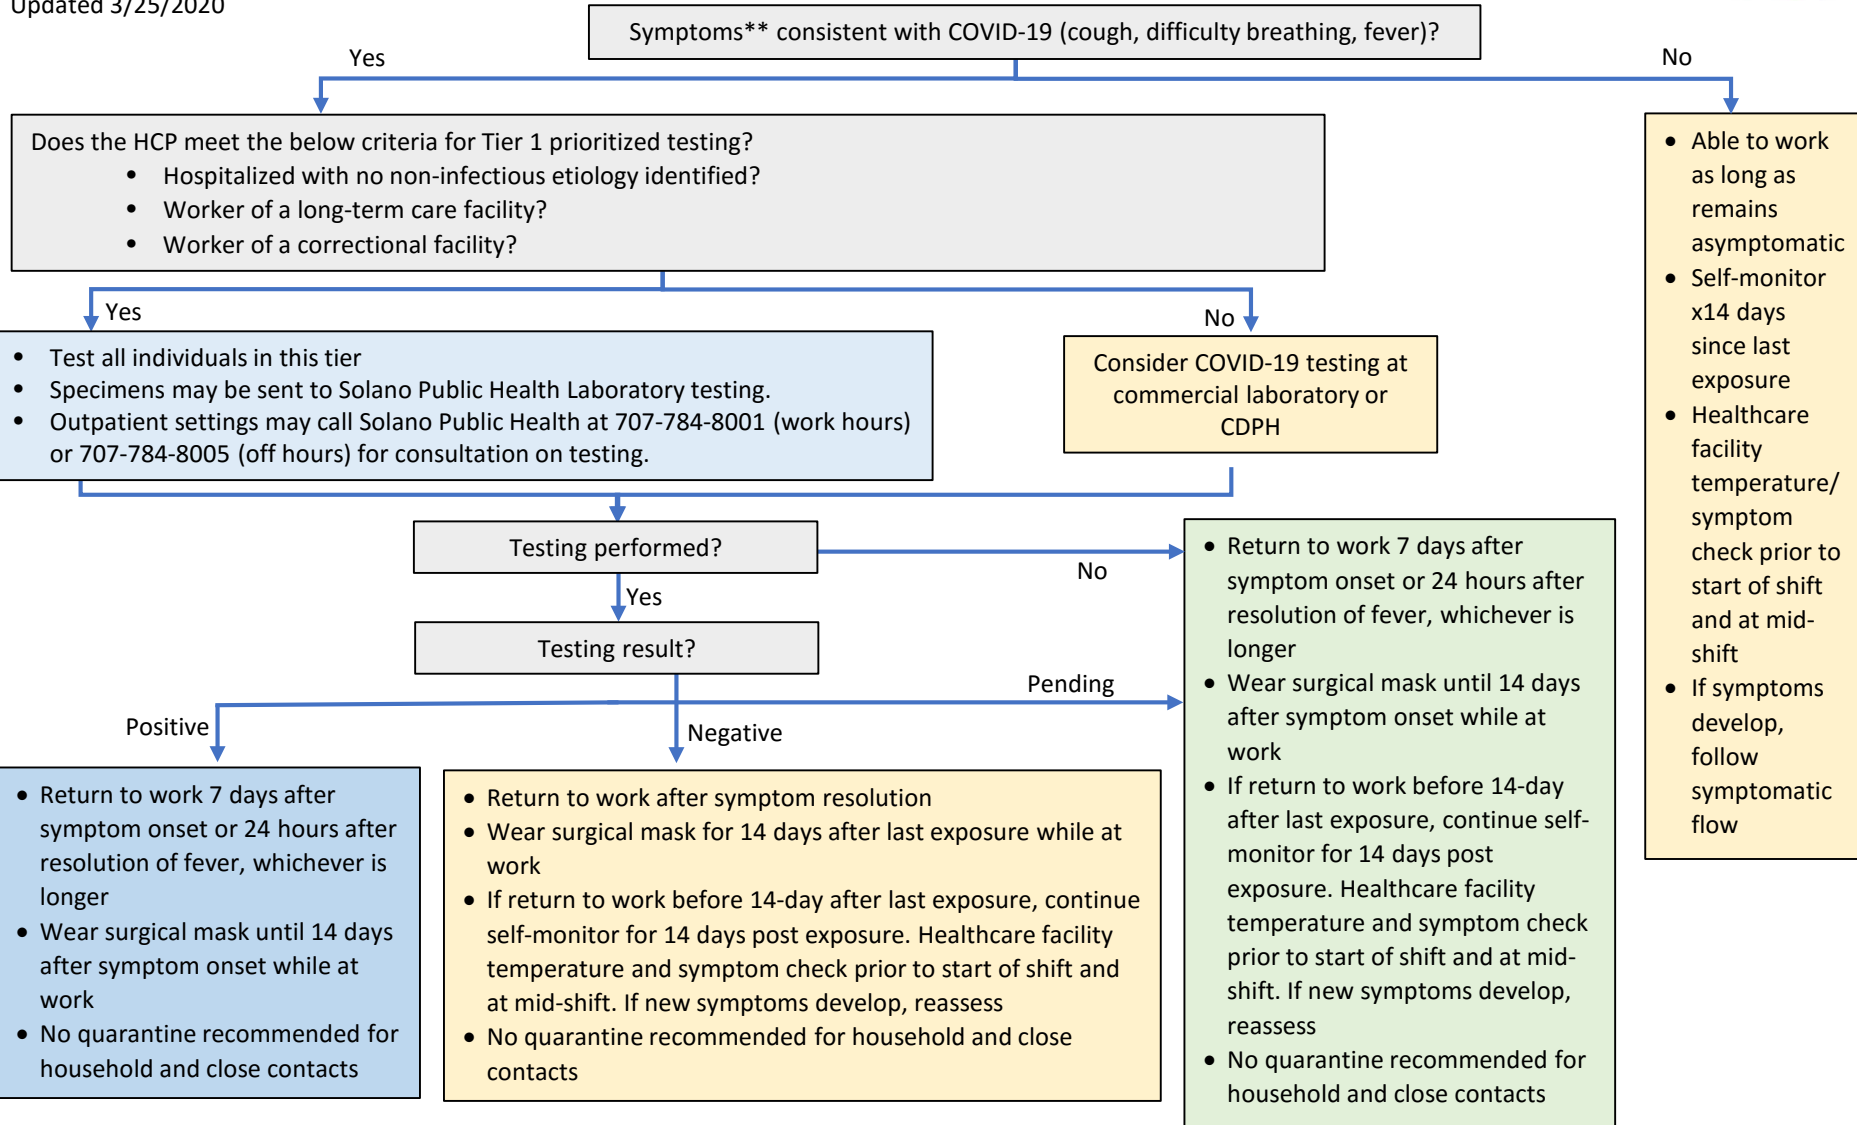 Updated 3/25/2020
Symptoms** consistent with COVID-19 (cough, difficulty breathing, fever)?
Yes
No
Does the HCP meet the below criteria for Tier 1 prioritized testing?
• Hospitalized with no non-infectious etiology identified?
• Worker of a long-term care facility?
• Worker of a correctional facility?
• Able to work
as long as
remains
asymptomatic
• Self-monitor
x14 days
since last
exposure
• Healthcare
facility
temperature/
symptom
check prior to
start of shift
and at mid-
shift
• If symptoms
develop,
follow
symptomatic
flow
Yes
No
• Test all individuals in this tier
• Specimens may be sent to Solano Public Health Laboratory testing.
• Outpatient settings may call Solano Public Health at 707-784-8001 (work hours)
or 707-784-8005 (off hours) for consultation on testing.
Consider COVID-19 testing at
commercial laboratory or
CDPH
Testing performed?
No
Yes
Testing result?
Pending
Positive
Negative
• Return to work 7 days after
symptom onset or 24 hours after
resolution of fever, whichever is
longer
• Wear surgical mask until 14 days
after symptom onset while at
work
• No quarantine recommended for
household and close contacts
• Return to work after symptom resolution
• Wear surgical mask for 14 days after last exposure while at
work
• If return to work before 14-day after last exposure, continue
self-monitor for 14 days post exposure. Healthcare facility
temperature and symptom check prior to start of shift and
at mid-shift. If new symptoms develop, reassess
• No quarantine recommended for household and close
contacts
• Return to work 7 days after
symptom onset or 24 hours after
resolution of fever, whichever is
longer
• Wear surgical mask until 14 days
after symptom onset while at
work
• If return to work before 14-day
after last exposure, continue self-
monitor for 14 days post
exposure. Healthcare facility
temperature and symptom check
prior to start of shift and at mid-
shift. If new symptoms develop,
reassess
• No quarantine recommended for
household and close contacts